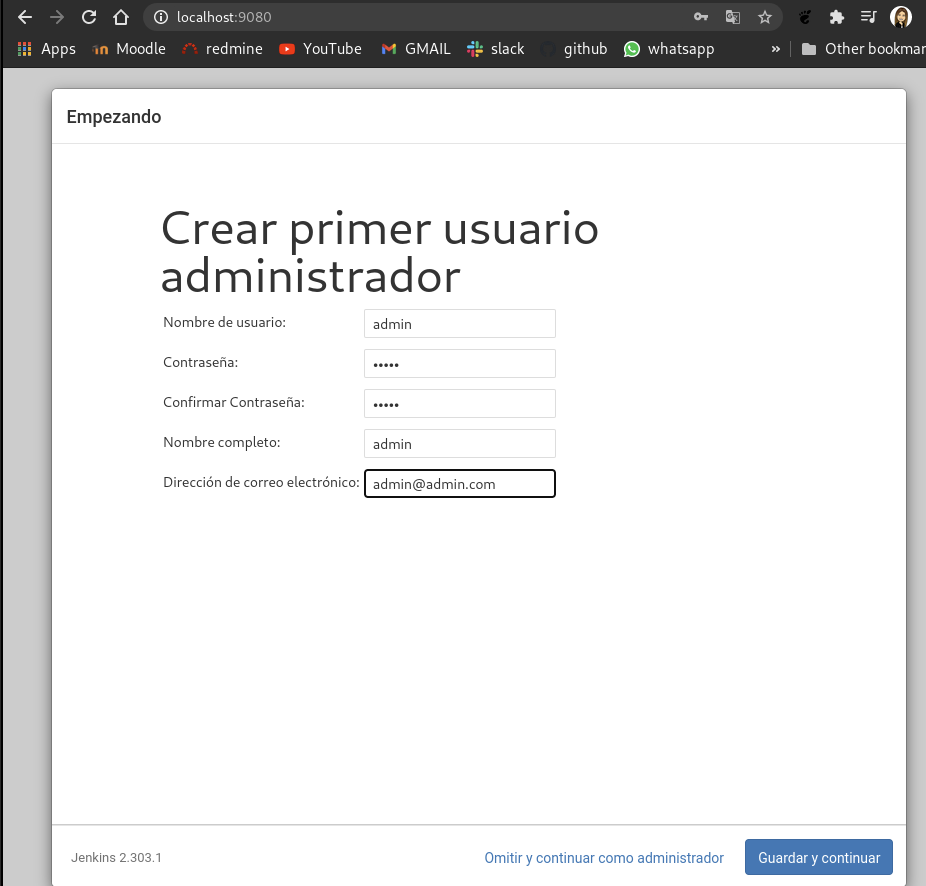 localhost:9080
Apps Moodle redmine YouTube GMAIL slack github whatsapp » Other bookmar
Empezando
Crear primer usuario
administrador
Nombre de usuario: admin
Contraseña: •••••
Confirmar Contraseña: •••••
Nombre completo: admin
Dirección de correo electrónico: admin@admin.com
Jenkins 2.303.1 Omitir y continuar como administrador Guardar y continuar